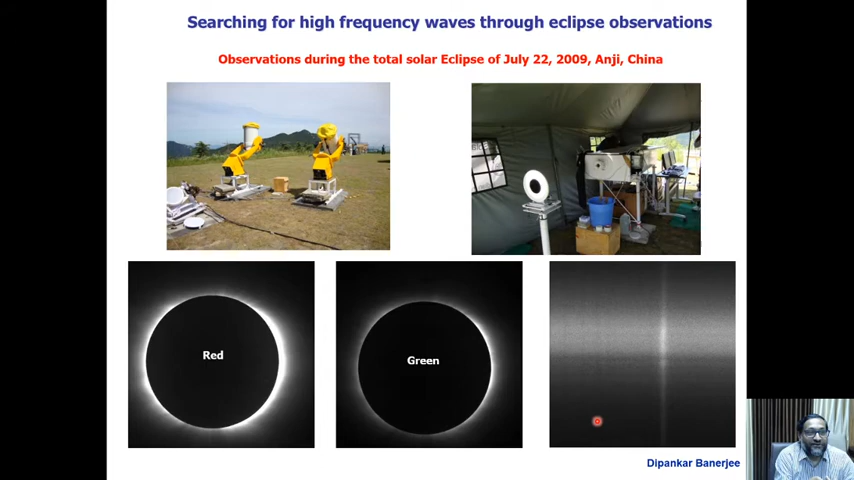 Searching for high frequency waves through eclipse observations
Observations during the total solar Eclipse of July 22, 2009, Anji, China
Red
Green
Dipankar Banerjee